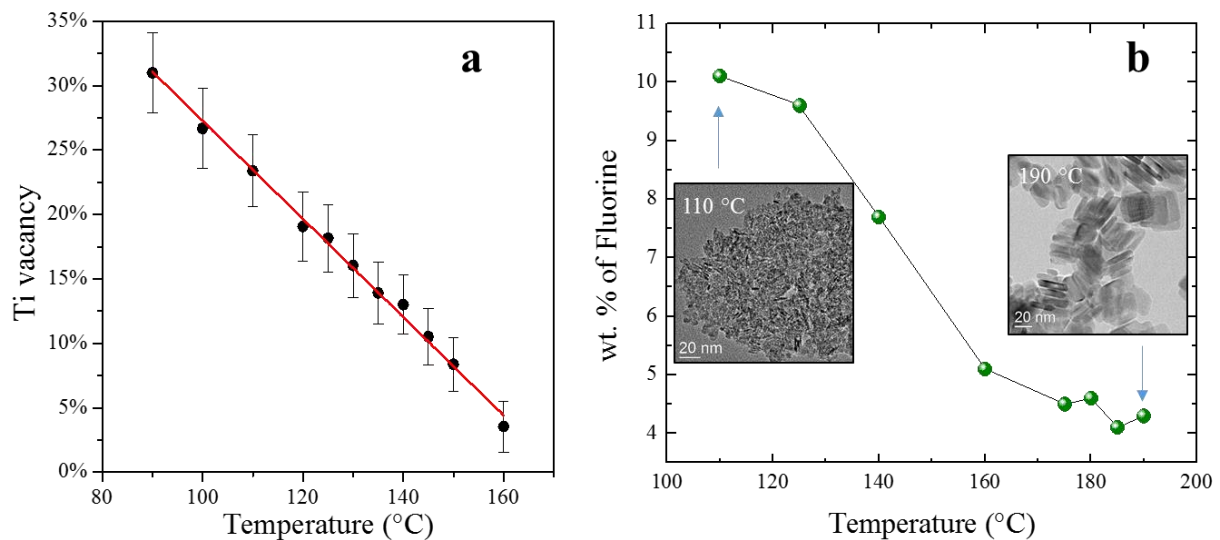 a
35%
30%
25%
20%
15%
10%
5%
0%
Ti vacancy
80 100 120 140 160
Temperature (°C)
b
11
10
9
8
7
6
5
4
wt. % of Fluorine
110 °C
20 nm
190 °C
20 nm
100 120 140 160 180 200
Temperature (°C)